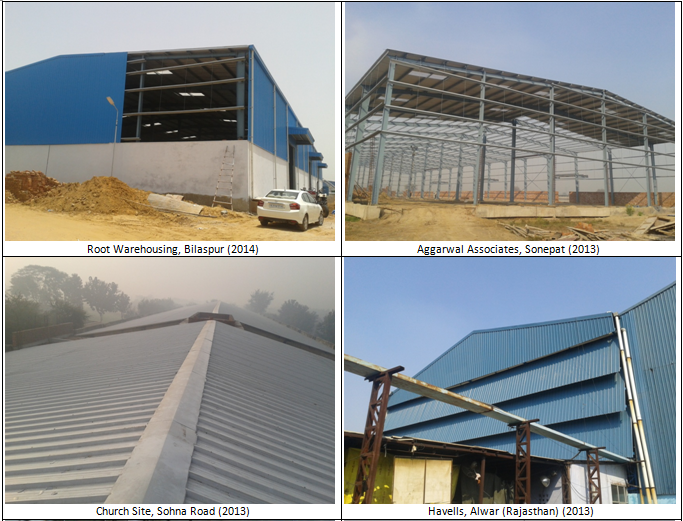 Root Warehousing, Bilaspur (2014)
Aggarwal Associates, Sonepat (2013)
Church Site, Sohna Road (2013)
Havells, Alwar (Rajasthan) (2013)